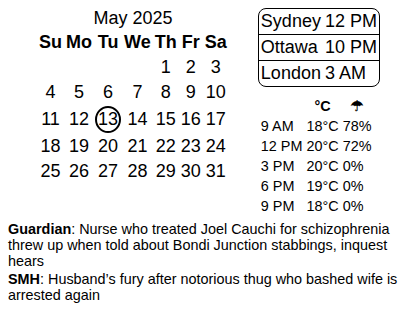 May 2025
Su Mo Tu We Th Fr Sa
1 2 3
4 5 6 7 8 9 10
11 12 13 14 15 16 17
18 19 20 21 22 23 24
25 26 27 28 29 30 31
Sydney 12 PM
Ottawa 10 PM
London 3 AM
°C ☂
9 AM 18°C 78%
12 PM 20°C 72%
3 PM 20°C 0%
6 PM 19°C 0%
9 PM 18°C 0%
Guardian: Nurse who treated Joel Cauchi for schizophrenia
threw up when told about Bondi Junction stabbings, inquest
hears
SMH: Husband's fury after notorious thug who bashed wife is
arrested again